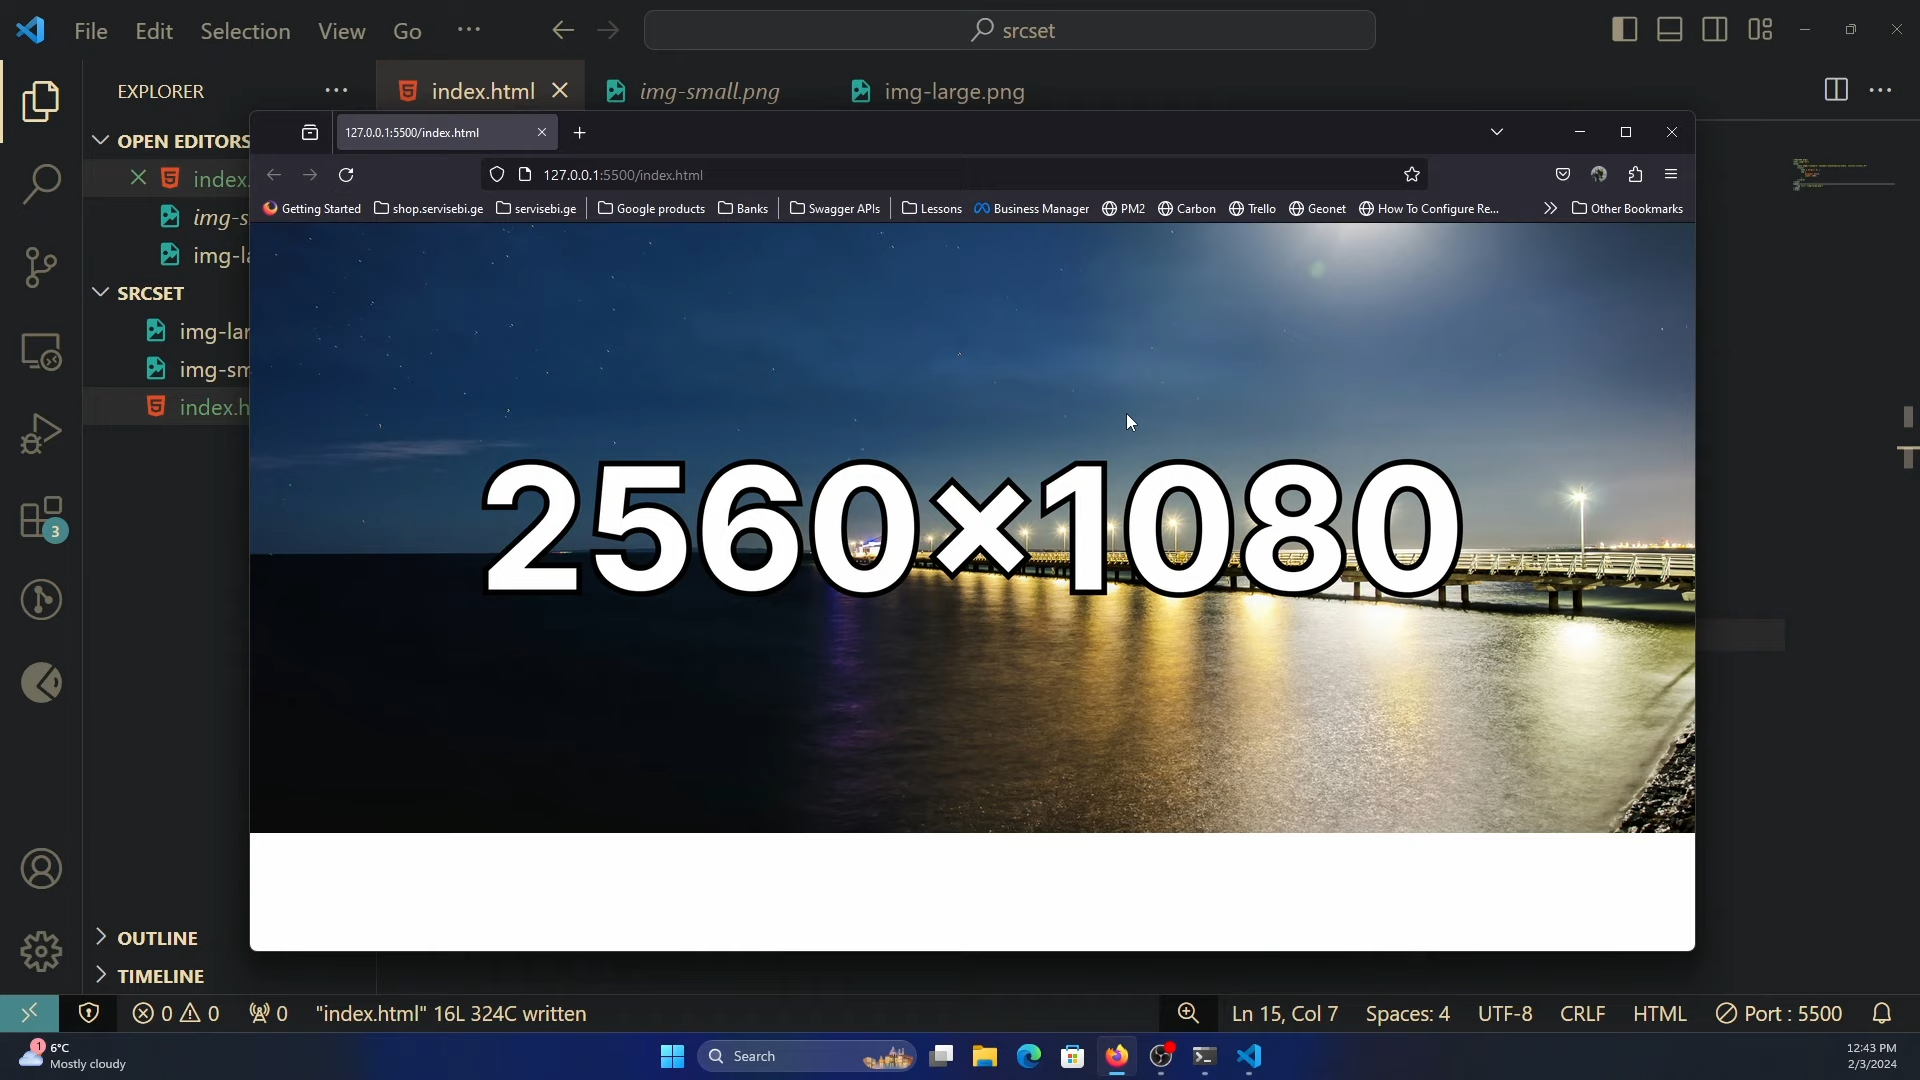 File Edit Selection View Go ... srcset
EXPLORER ... index.html img-small.png img-large.png ...
OPEN EDITORS
127.0.0.1:5500/index.html
index.
127.0.0.1:5500/index.html
img-s
Getting Started shop.servisebi.ge servisebi.ge Google products Banks Swagger APIs Lessons Business Manager PM2 Carbon Trello Geonet How To Configure Re... Other Bookmarks
img-la
SRCSET
img-lar
img-sm
index.h
2560×1080
3
OUTLINE
TIMELINE
0 0 0 "index.html" 16L 324C written Ln 15, Col 7 Spaces: 4 UTF-8 CRLF HTML Port : 5500
1 6°C
Mostly cloudy
Search
12:43 PM
2/3/2024